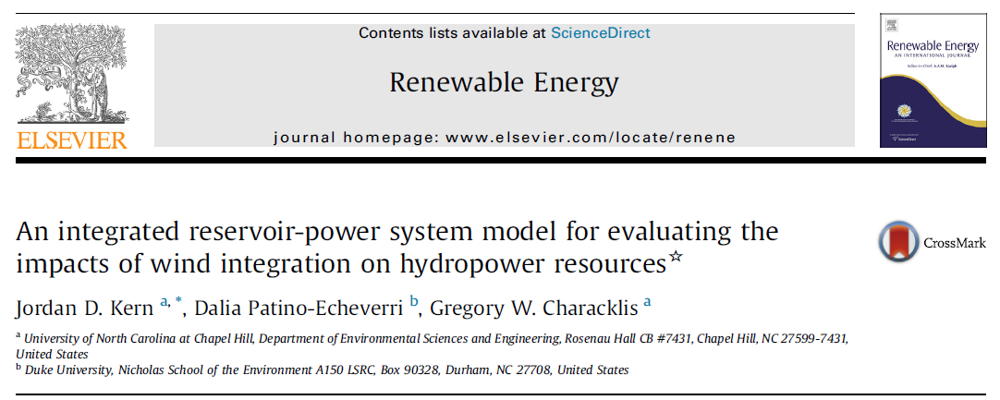 Contents lists available at ScienceDirect
Renewable Energy
journal homepage: www.elsevier.com/locate/renene
ELSEVIER
Renewable Energy
AN INTERNATIONAL JOURNAL
An integrated reservoir-power system model for evaluating the
impacts of wind integration on hydropower resources☆
CrossMark
Jordan D. Kern a, *, Dalia Patino-Echeverri b, Gregory W. Characklis a
a University of North Carolina at Chapel Hill, Department of Environmental Sciences and Engineering, Rosenau Hall CB #7431, Chapel Hill, NC 27599-7431,
United States
b Duke University, Nicholas School of the Environment A150 LSRC, Box 90328, Durham, NC 27708, United States